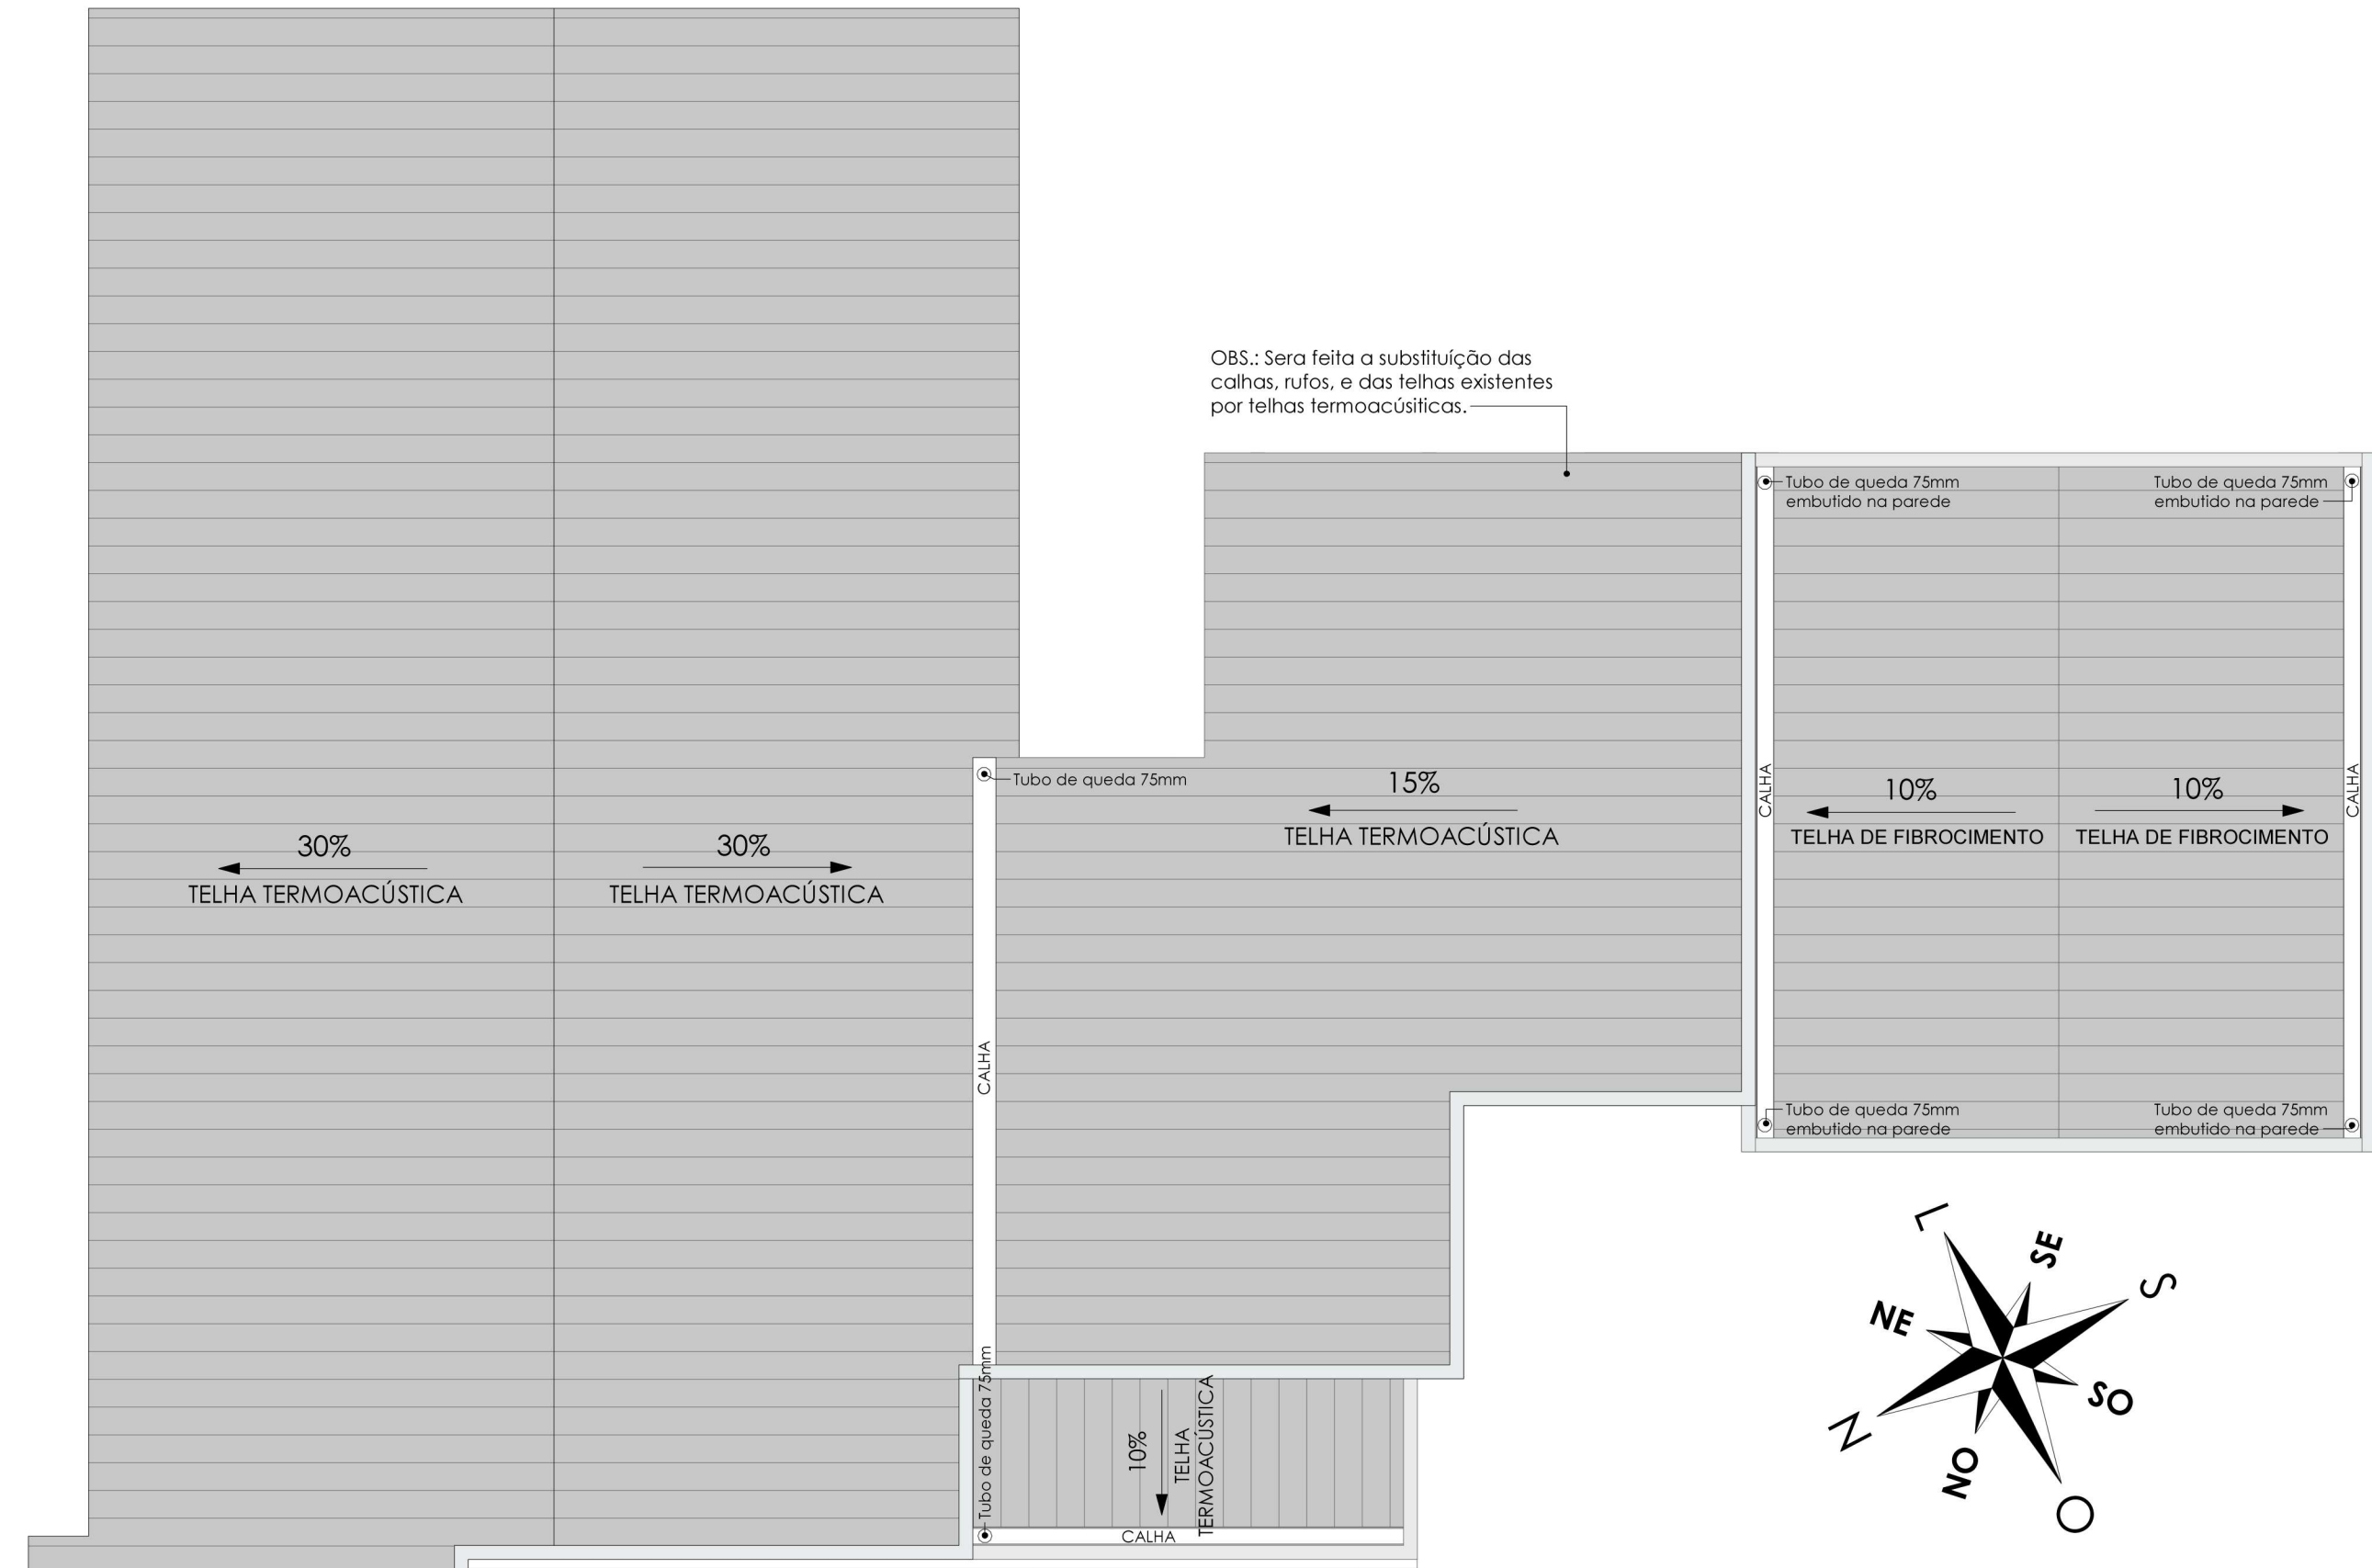 OBS.: Sera feita a substituíção das
calhas, rufos, e das telhas existentes
por telhas termoacúsiticas.
Tubo de queda 75mm
embutido na parede
Tubo de queda 75mm
embutido na parede
Tubo de queda 75mm
15%
TELHA TERMOACÚSTICA
CALHA
10%
TELHA DE FIBROCIMENTO
10%
TELHA DE FIBROCIMENTO
CALHA
30%
TELHA TERMOACÚSTICA
30%
TELHA TERMOACÚSTICA
CALHA
Tubo de queda 75mm
embutido na parede
Tubo de queda 75mm
embutido na parede
Tubo de queda 75mm
10%
TELHA
TERMOACÚSTICA
CALHA
L
SE
S
NE
SO
N
NO
O